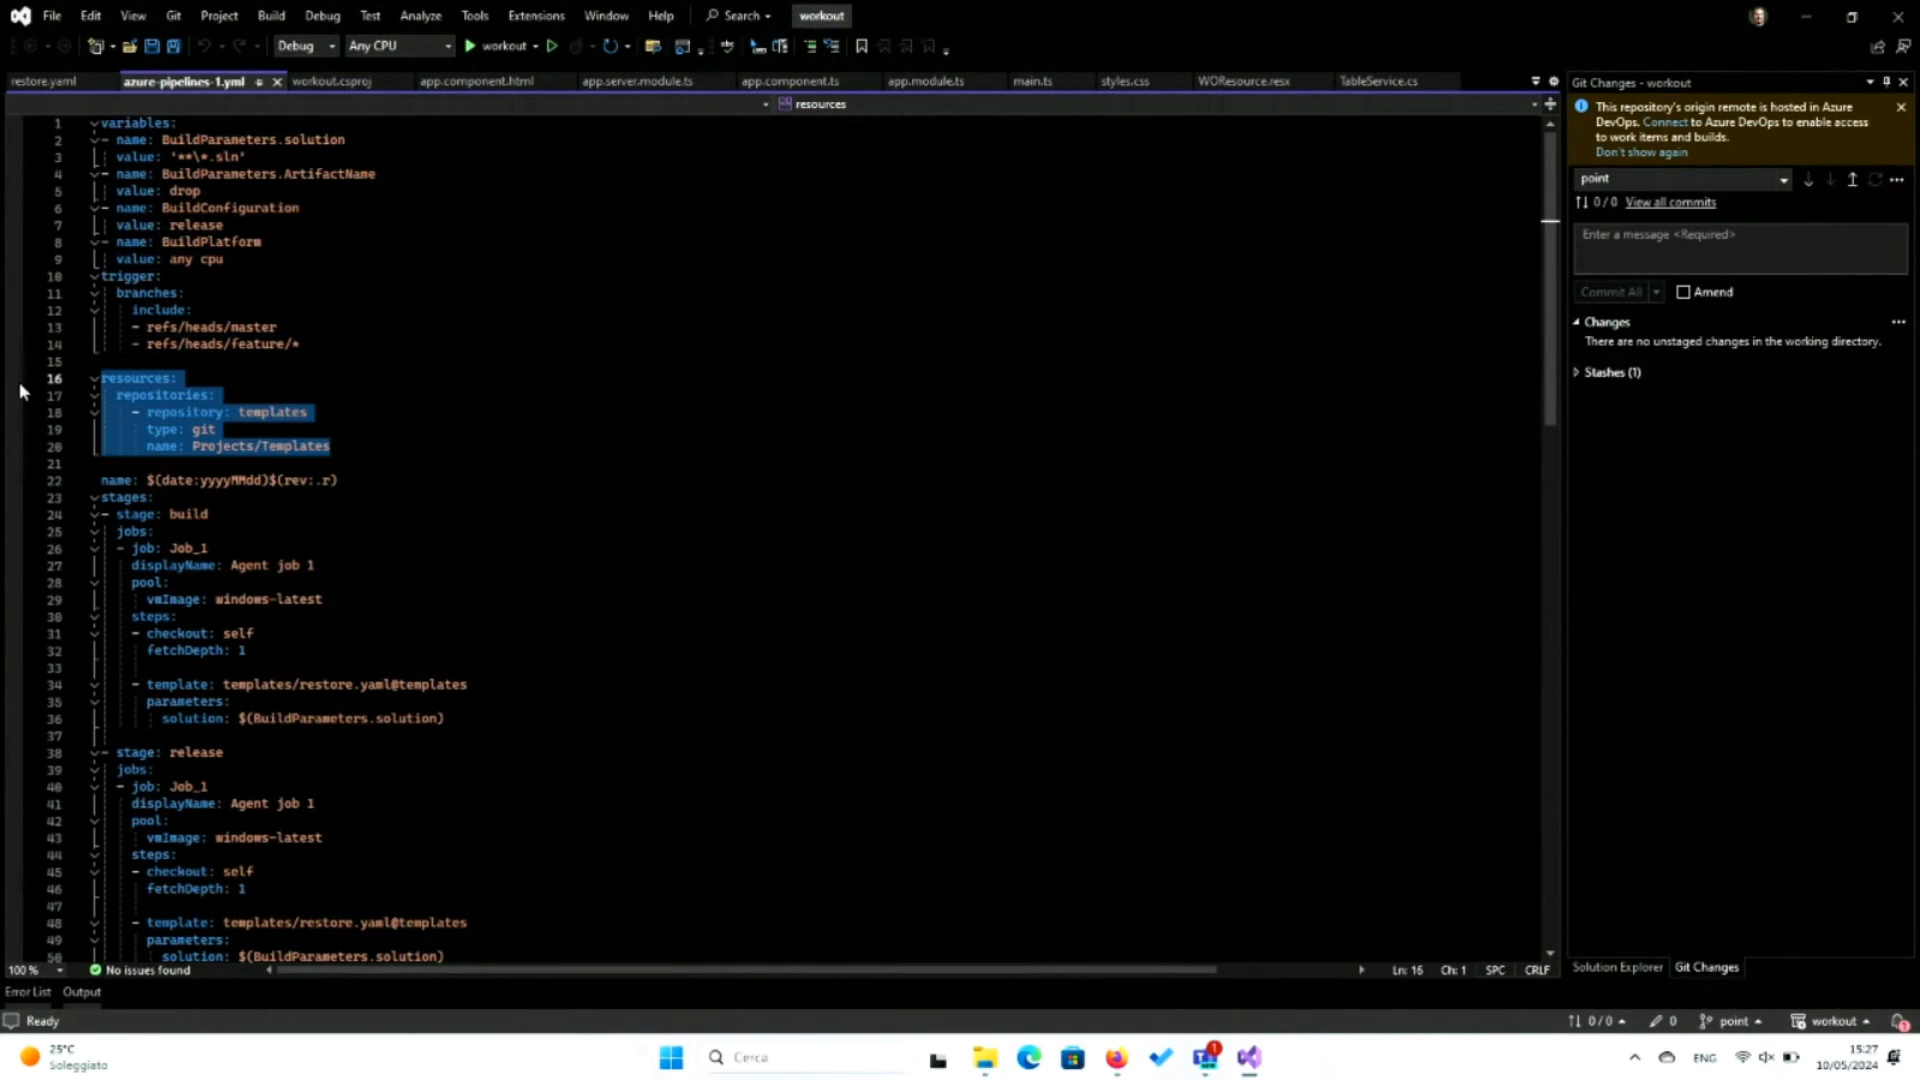 File Edit View Git Project Build Debug Test Analyze Tools Extensions Window Help Search workout
Debug Any CPU workout
restore.yaml azure-pipelines-1.yml workout.csproj app.component.html app.server.module.ts app.component.ts app.module.ts main.ts styles.css WOResource.resx TableService.cs
resources
1 variables:
2 - name: BuildParameters.solution
3 value: '**\*.sln'
4 - name: BuildParameters.ArtifactName
5 value: drop
6 - name: BuildConfiguration
7 value: release
8 - name: BuildPlatform
9 value: any cpu
10 trigger:
11 branches:
12 include:
13 - refs/heads/master
14 - refs/heads/feature/*
15
16 resources:
17 repositories:
18 - repository: templates
19 type: git
20 name: Projects/Templates
21
22 name: $(date:yyyyMMdd)$(rev:.r)
23 stages:
24 - stage: build
25 jobs:
26 - job: Job_1
27 displayName: Agent job 1
28 pool:
29 vmImage: windows-latest
30 steps:
31 - checkout: self
32 fetchDepth: 1
33
34 - template: templates/restore.yaml@templates
35 parameters:
36 solution: $(BuildParameters.solution)
37
38 - stage: release
39 jobs:
40 - job: Job_1
41 displayName: Agent job 1
42 pool:
43 vmImage: windows-latest
44 steps:
45 - checkout: self
46 fetchDepth: 1
47
48 - template: templates/restore.yaml@templates
49 parameters:
50 solution: $(BuildParameters.solution)
100 % No issues found Ln: 16 Ch: 1 SPC CRLF
Error List Output
Git Changes - workout
This repository's origin remote is hosted in Azure
DevOps. Connect to Azure DevOps to enable access
to work items and builds.
Don't show again
point
0 / 0 View all commits
Enter a message <Required>
Commit All Amend
Changes
There are no unstaged changes in the working directory.
Stashes (1)
Solution Explorer Git Changes
Ready 0 / 0 0 point workout 1
25°C
Soleggiato
Cerca
1
ENG
15:27
10/05/2024